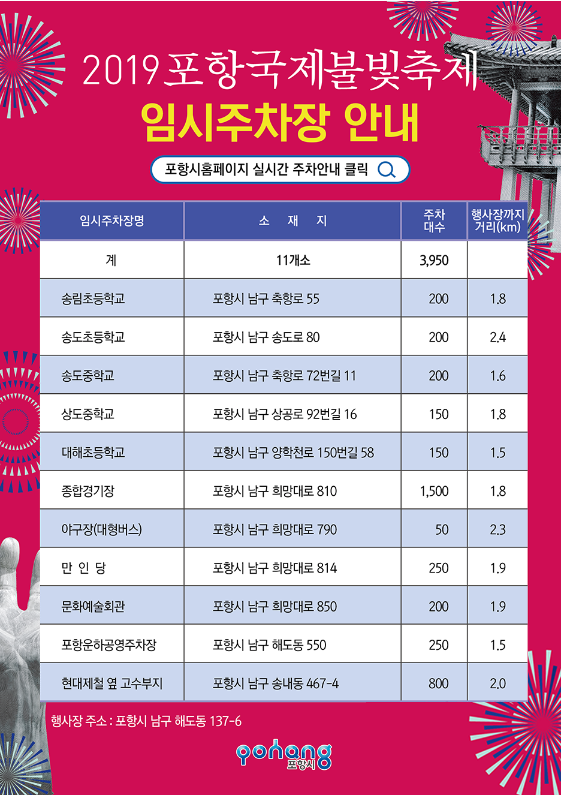 2019포항국제불빛축제
임시주차장 안내
포항시홈페이지 실시간 주차안내 클릭
임시주차장명 소 재 지 주차대수 행사장까지 거리(km)
계 11개소 3,950
송림초등학교 포항시 남구 축항로 55 200 1.8
송도초등학교 포항시 남구 송도로 80 200 2.4
송도중학교 포항시 남구 축항로 72번길 11 200 1.6
상도중학교 포항시 남구 상공로 92번길 16 150 1.8
대해초등학교 포항시 남구 양학천로 150번길 58 150 1.5
종합경기장 포항시 남구 희망대로 810 1,500 1.8
야구장(대형버스) 포항시 남구 희망대로 790 50 2.3
만 인 당 포항시 남구 희망대로 814 250 1.9
문화예술회관 포항시 남구 희망대로 850 200 1.9
포항운하공영주차장 포항시 남구 해도동 550 250 1.5
현대제철 옆 고수부지 포항시 남구 송내동 467-4 800 2.0
행사장 주소 : 포항시 남구 해도동 137-6
pohang
포항시